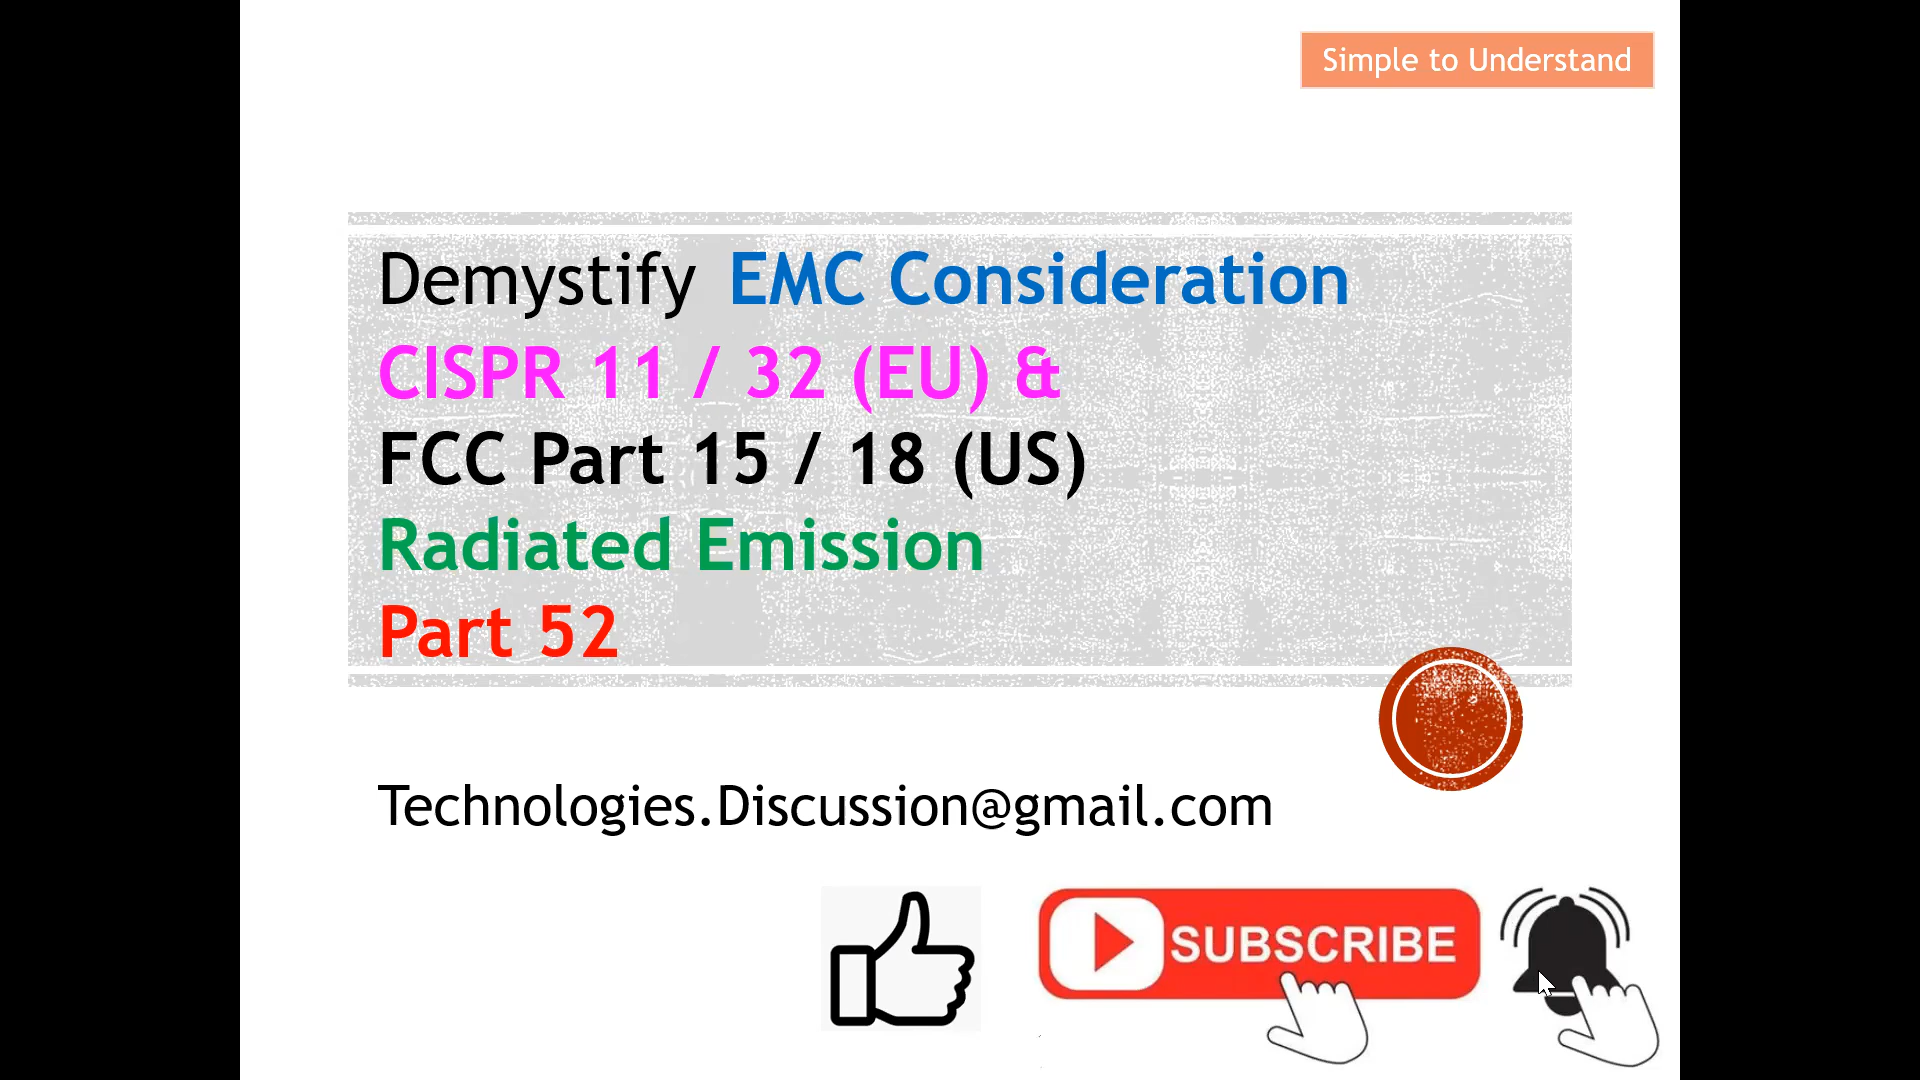 Simple to Understand
Demystify EMC Consideration
CISPR 11 / 32 (EU) &
FCC Part 15 / 18 (US)
Radiated Emission
Part 52
Technologies.Discussion@gmail.com
SUBSCRIBE